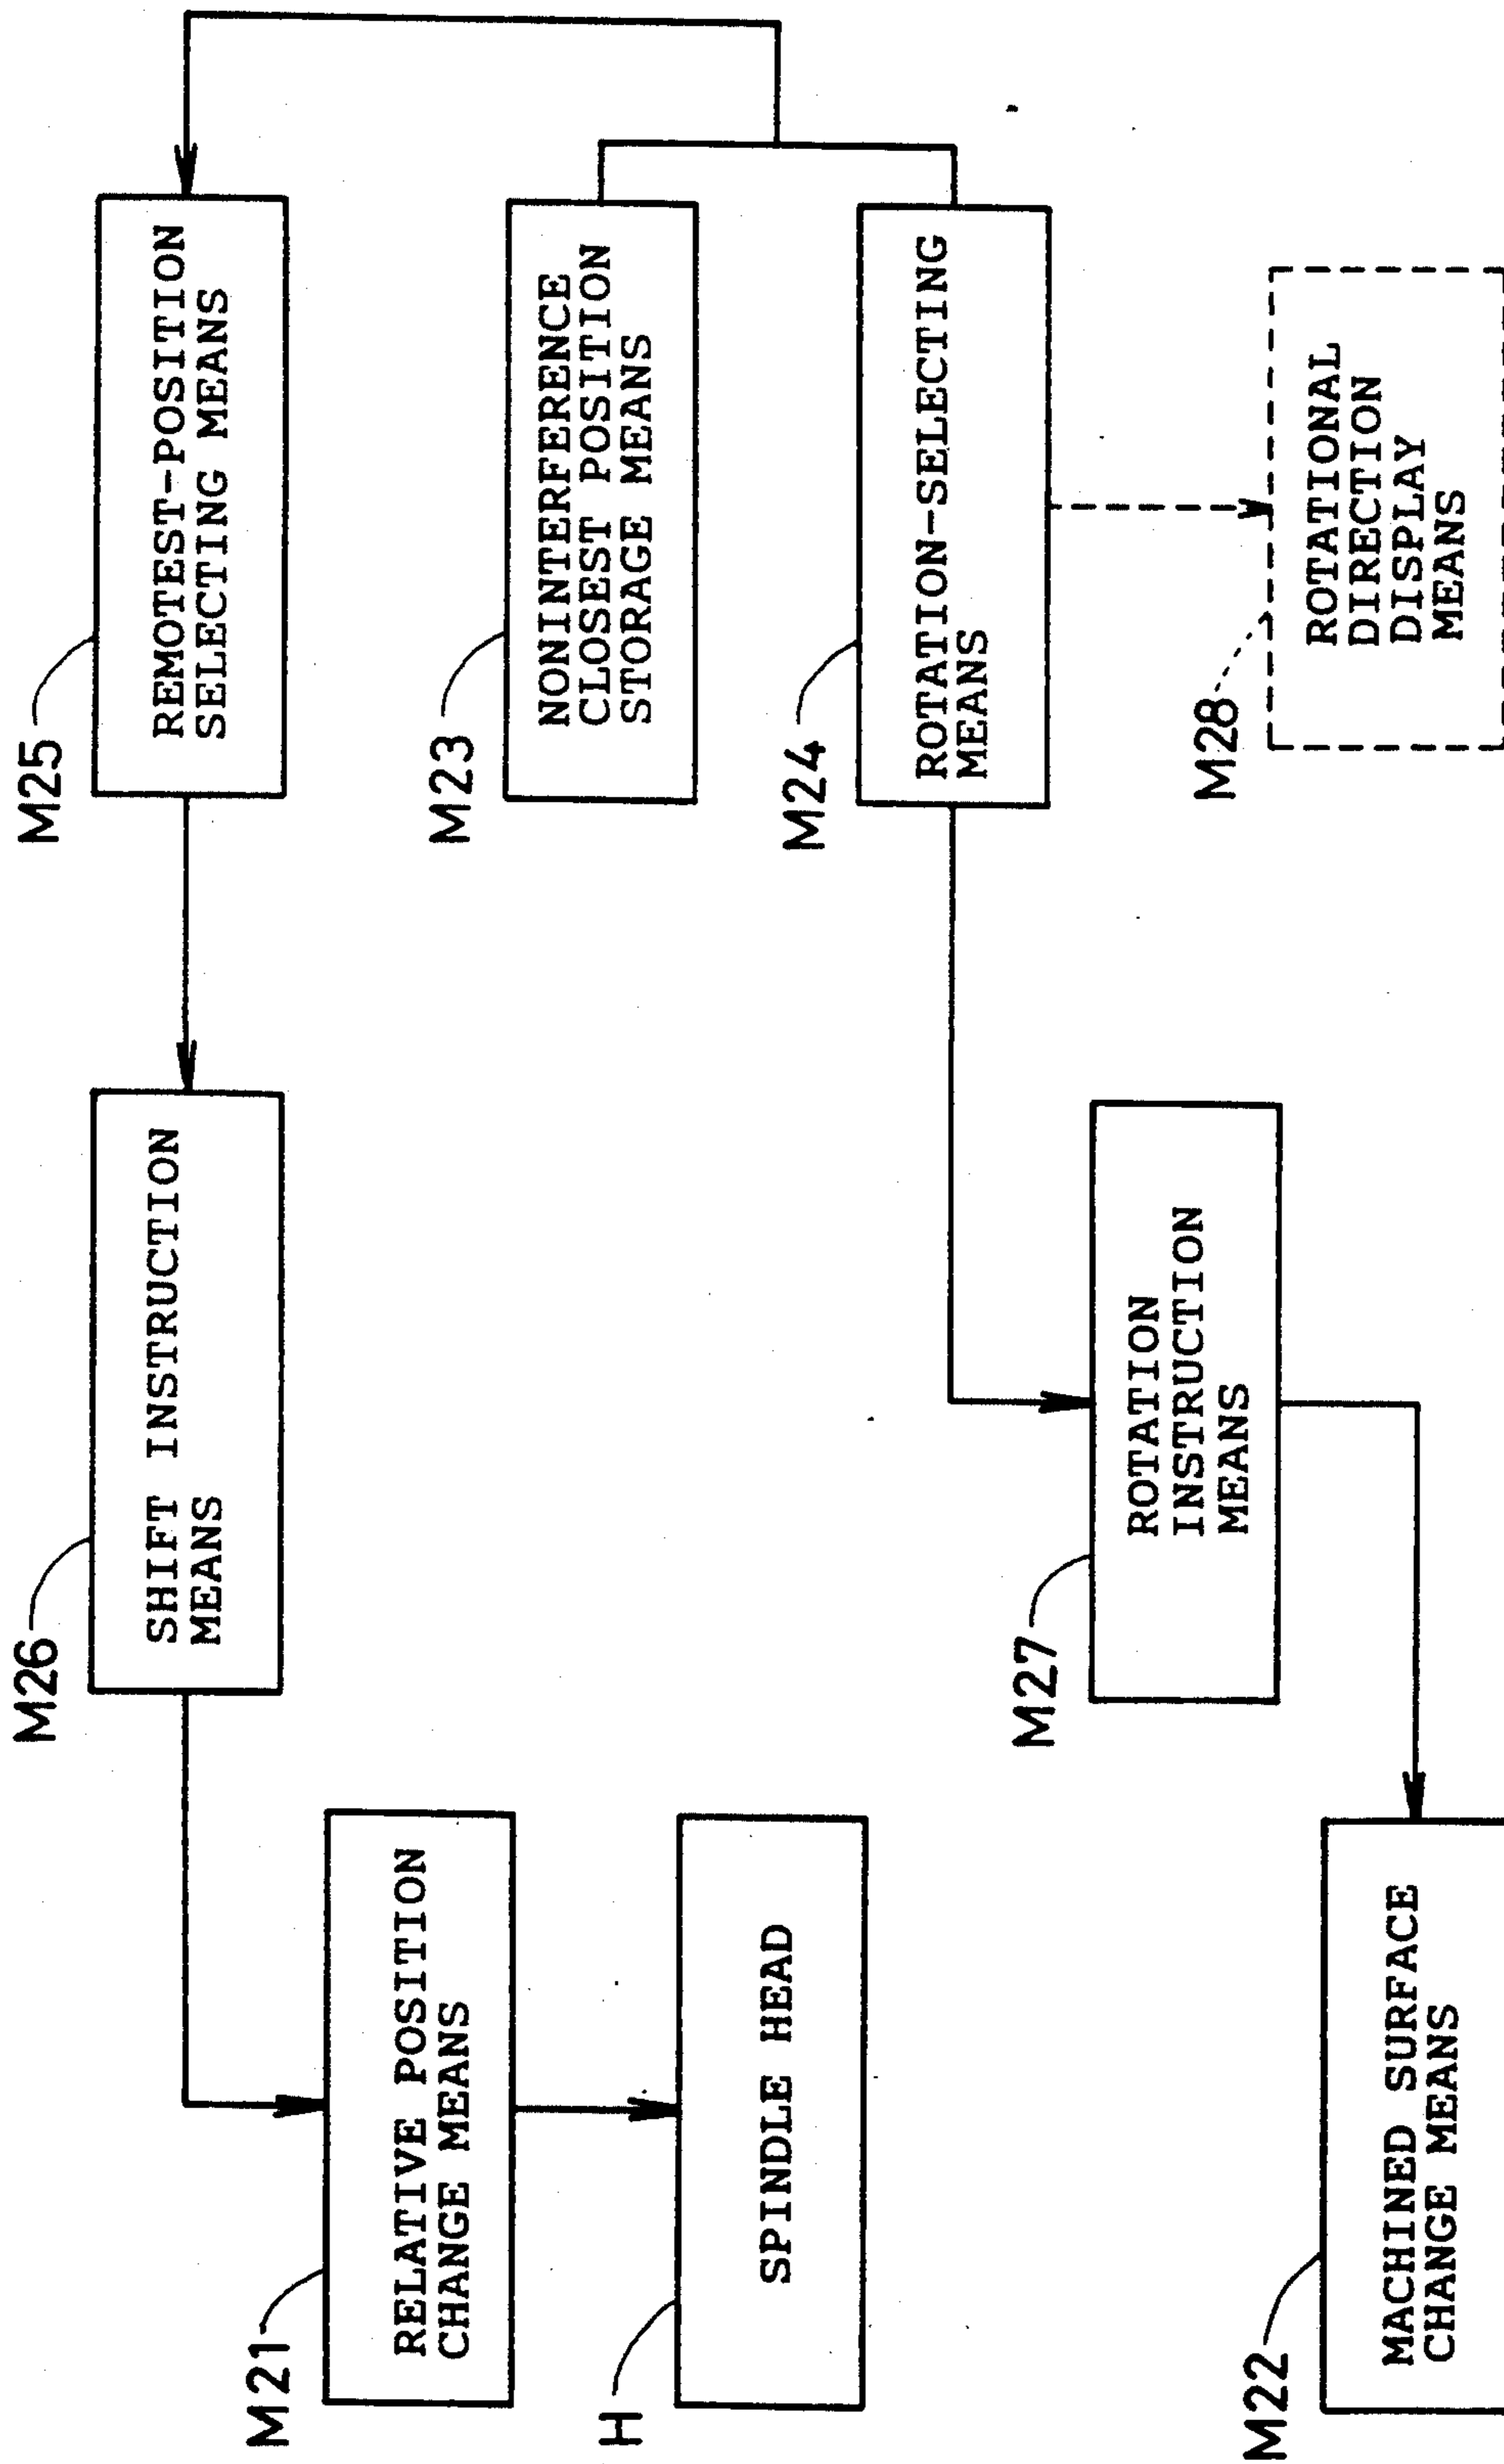 M21
RELATIVE POSITION
CHANGE MEANS
H
SPINDLE HEAD
M22
MACHINED SURFACE
CHANGE MEANS
M26
SHIFT INSTRUCTION
MEANS
M27
ROTATION
INSTRUCTION
MEANS
M25
REMOTEST-POSITION
SELECTING MEANS
M23
NONINTERFERENCE
CLOSEST POSITION
STORAGE MEANS
M24
ROTATION-SELECTING
MEANS
M28
ROTATIONAL
DIRECTION
DISPLAY
MEANS